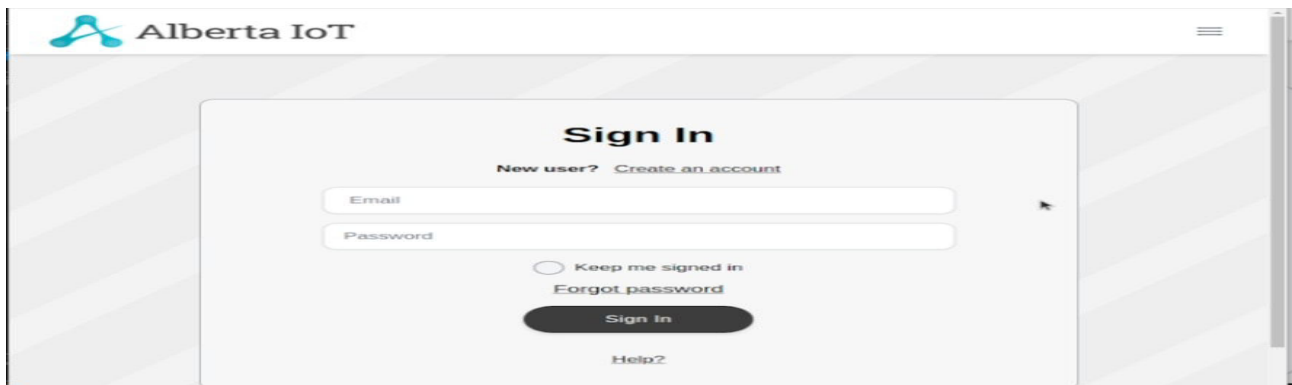 Alberta IoT
Sign In
New user? Create an account
Email
Password
Keep me signed in
Forgot password
Sign In
Help?